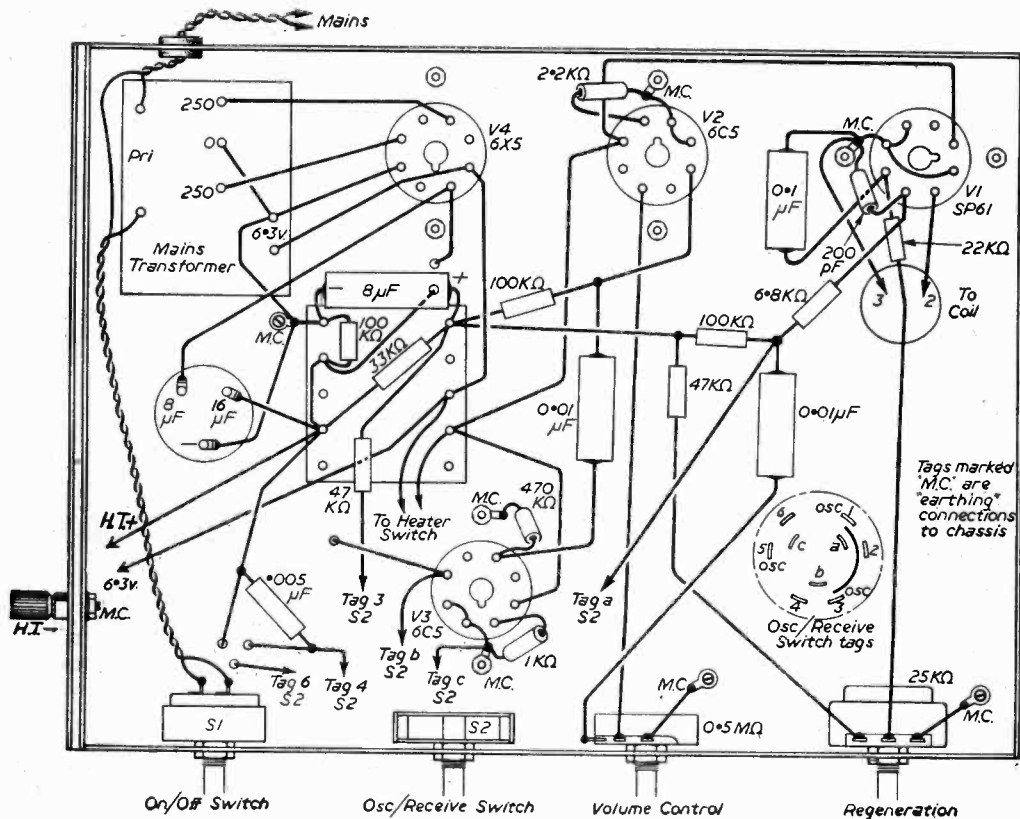 Mains
250
Pri
250
6·3v.
Mains
Transformer
V4
6X5
2·2KΩ
M.C.
V2
6C5
M.C.
0·1
μF
V1
SP61
200
pF
22KΩ
3
2
To
Coil
6·8KΩ
8μF
100KΩ
100
KΩ
33KΩ
100KΩ
M.C.
47KΩ
8
μF
16
μF
0·01
μF
0·01μF
H.T.+
6·3v.
47
KΩ
To Heater
Switch
470
KΩ
M.C.
Tags marked
"M.C." are
"earthing"
connections
to chassis
6
osc
1
5
c
a
2
osc
b
4
3
osc
Osc/Receive
Switch tags
M.C.
H.T.-
·005
μF
Tag 3
S2
Tag a
S2
V3
6C5
Tag b
S2
Tag c
S2
1KΩ
M.C.
Tag 6
S2
Tag 4
S2
M.C.
25KΩ
M.C.
S1
S2
0·5MΩ
On/Off Switch
Osc/Receive Switch
Volume Control
Regeneration